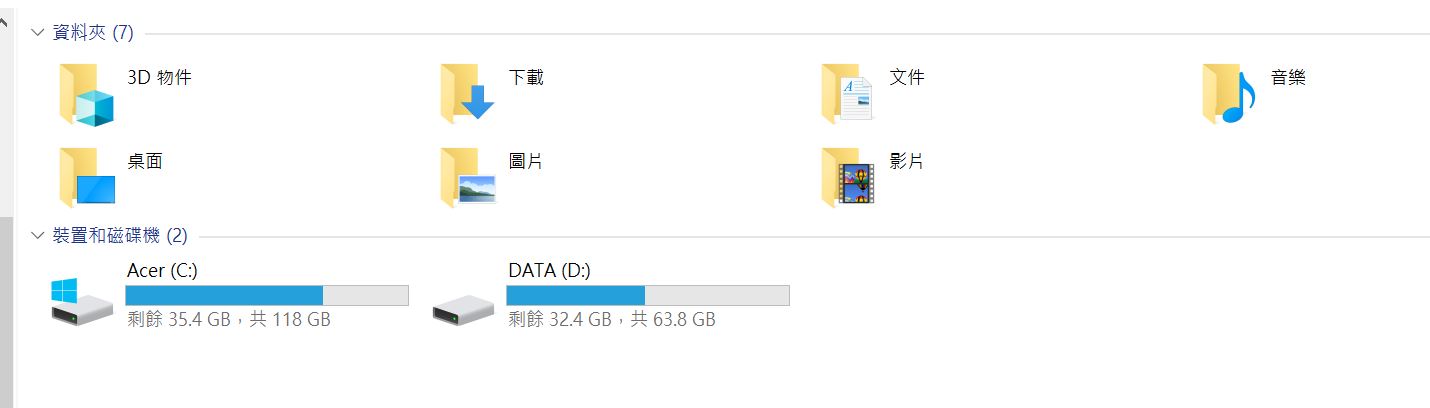 資料夾 (7)
3D 物件
下載
文件
音樂
桌面
圖片
影片
裝置和磁碟機 (2)
Acer (C:)
DATA (D:)
剩餘 35.4 GB，共 118 GB
剩餘 32.4 GB，共 63.8 GB